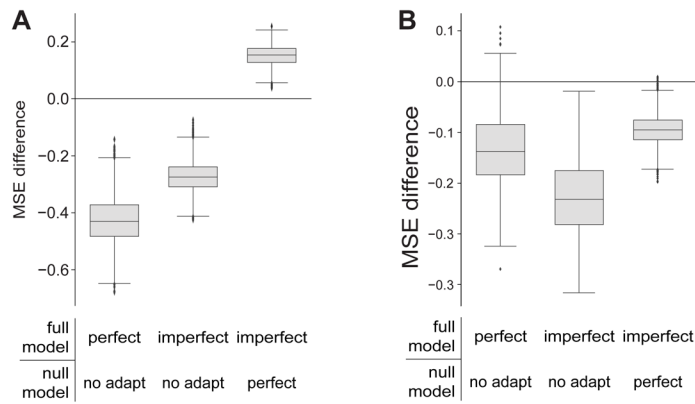 A
MSE difference
0.2
0.0
−0.2
−0.4
−0.6
full model perfect imperfect imperfect
null model no adapt no adapt perfect
B
MSE difference
0.1
0.0
−0.1
−0.2
−0.3
full model perfect imperfect imperfect
null model no adapt no adapt perfect